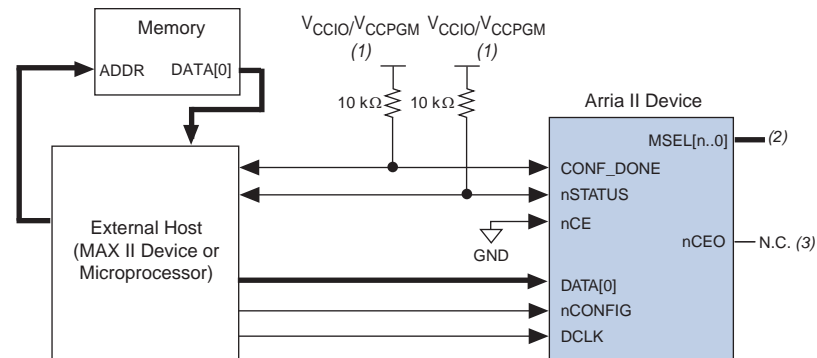 Memory
ADDR
DATA[0]
VCCIO/VCCPGM
(1)
VCCIO/VCCPGM
(1)
10 kΩ
10 kΩ
Arria II Device
MSEL[n..0]
(2)
CONF_DONE
nSTATUS
nCE
GND
nCEO
N.C. (3)
External Host
(MAX II Device or
Microprocessor)
DATA[0]
nCONFIG
DCLK